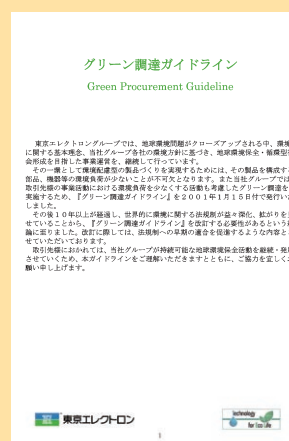 グリーン調達ガイドライン
Green Procurement Guideline
東京エレクトロングループでは、地球環境問題がクローズアップされる中、環境
に関する基本理念、当社グループ各社の環境方針に基づき、地球環境保全・循環型社
会形成を目指した事業運営を、継続して行っています。
その一環として環境配慮型の製品づくりを実現するためには、その製品を構成する
部品、機器等の環境負荷が少ないことが不可欠となります。また当社グループでは
取引先様の事業活動における環境負荷を少なくする活動も考慮したグリーン調達を
実施するため、『グリーン調達ガイドライン』を2001年1月15日付で発行いた
しました。
その後10年以上が経過し、世界的に環境に関する法規制が益々深化、拡がりを見
せていることから、『グリーン調達ガイドライン』を改訂する必要性があるという結
論に至りました。改訂に際しては、法規制への早期の適合を促進するような内容と
せていただいております。
取引先様におかれては、当社グループが持続可能な地球環境保全活動を継続・発展
させていくため、本ガイドラインをご理解いただきますとともに、ご協力を宜しくお
願い申し上げます。
東京エレクトロン
technology
for Eco Life
1